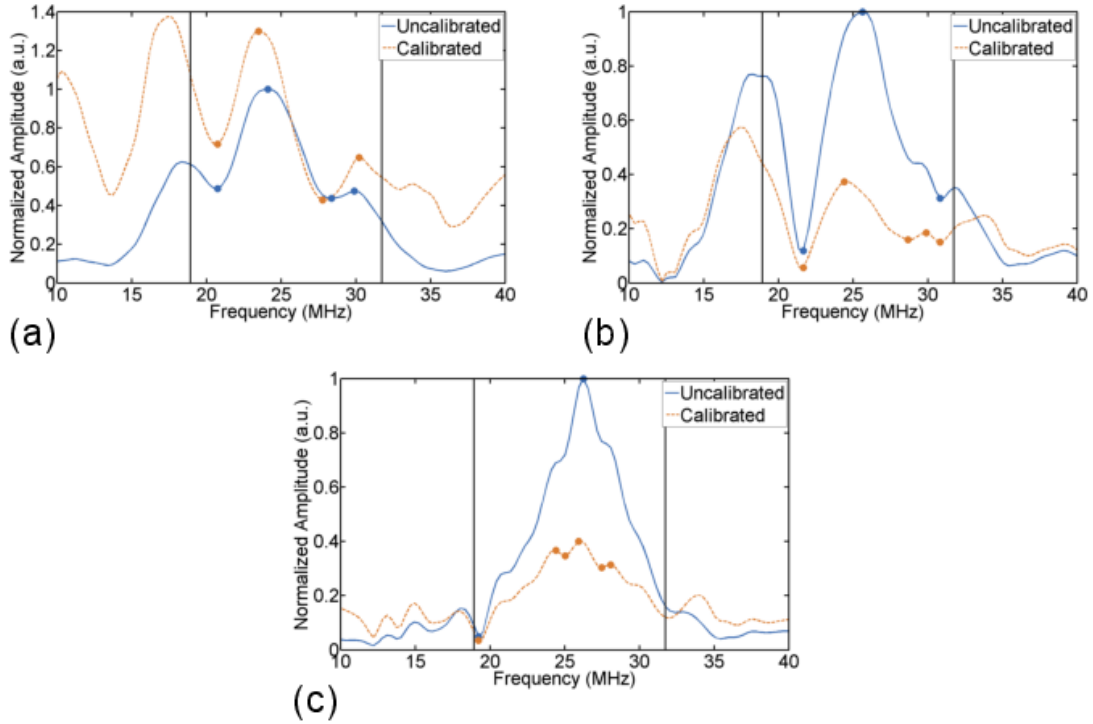 1.4
1.2
1
0.8
0.6
0.4
0.2
0
Normalized Amplitude (a.u.)
Uncalibrated
Calibrated
10 15 20 25 30 35 40
Frequency (MHz)
(a)
1
0.8
0.6
0.4
0.2
0
Normalized Amplitude (a.u.)
Uncalibrated
Calibrated
10 15 20 25 30 35 40
Frequency (MHz)
(b)
1
0.8
0.6
0.4
0.2
0
Normalized Amplitude (a.u.)
Uncalibrated
Calibrated
10 15 20 25 30 35 40
Frequency (MHz)
(c)